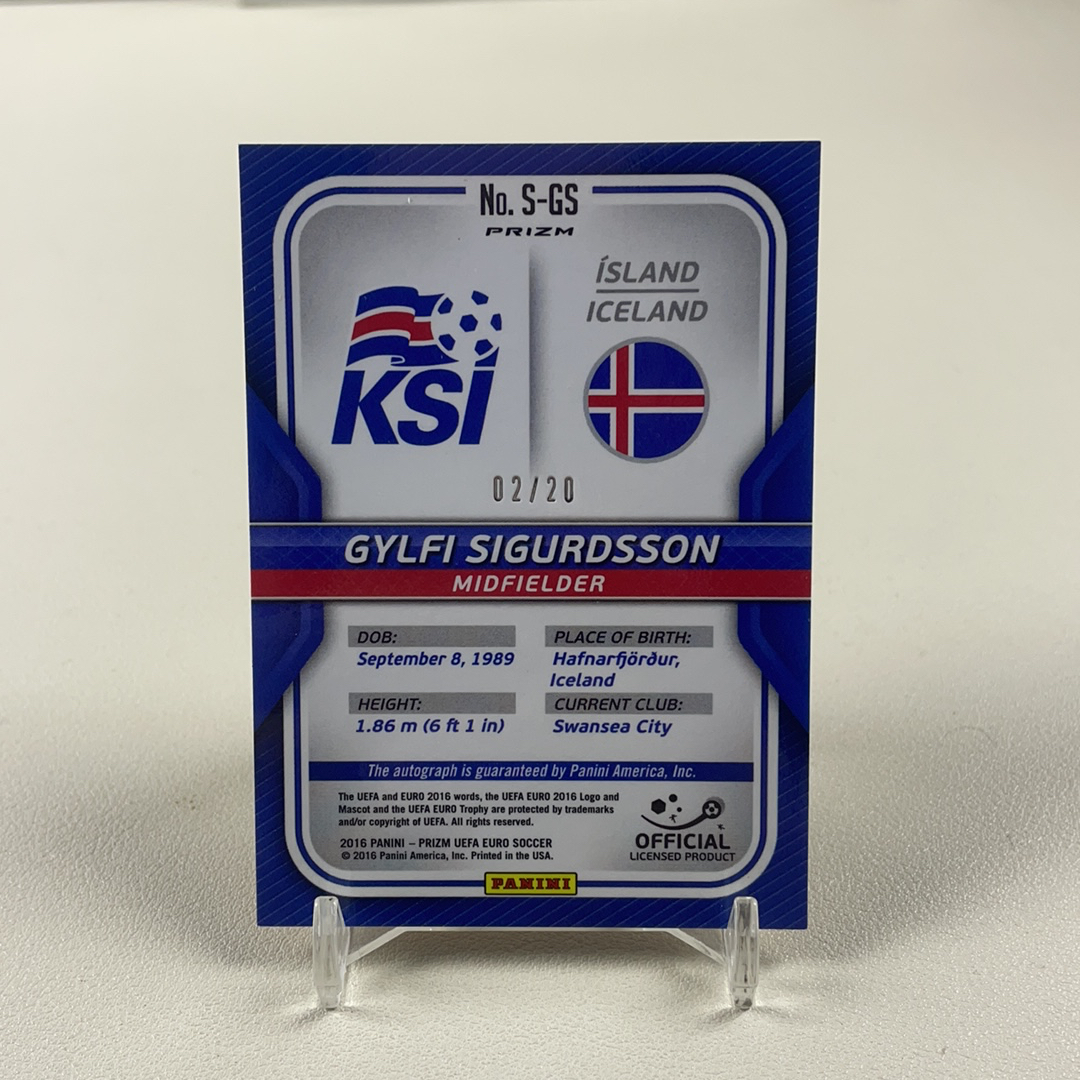 No. S-GS
PRIZM
ÍSLAND
ICELAND
KSÍ
02/20
GYLFI SIGURDSSON
MIDFIELDER
DOB:
September 8, 1989
PLACE OF BIRTH:
Hafnarfjörður,
Iceland
HEIGHT:
1.86 m (6 ft 1 in)
CURRENT CLUB:
Swansea City
The autograph is guaranteed by Panini America, Inc.
The UEFA and EURO 2016 words, the UEFA EURO 2016 Logo and
Mascot and the UEFA EURO Trophy are protected by trademarks
and/or copyright of UEFA. All rights reserved.
2016 PANINI – PRIZM UEFA EURO SOCCER
© 2016 Panini America, Inc. Printed in the USA.
OFFICIAL
LICENSED PRODUCT
PANINI